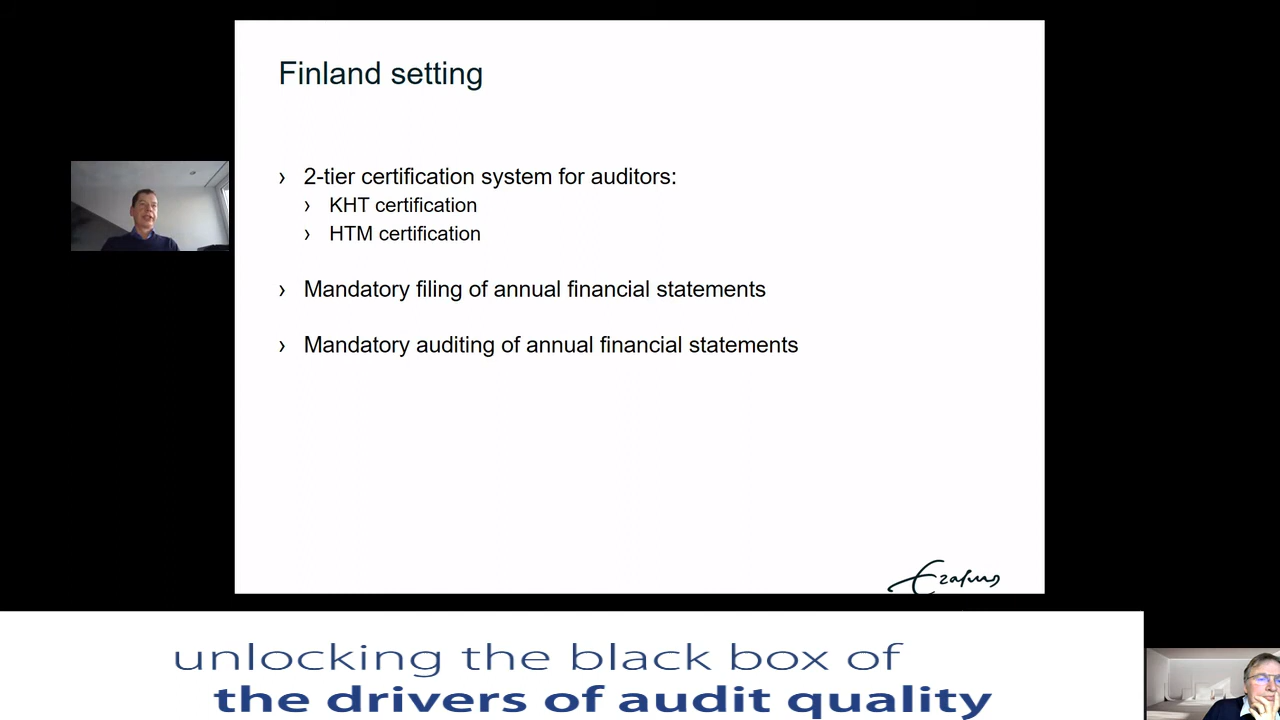 Finland setting
› 2-tier certification system for auditors:
› KHT certification
› HTM certification
› Mandatory filing of annual financial statements
› Mandatory auditing of annual financial statements
Erasmus
unlocking the black box of
the drivers of audit quality